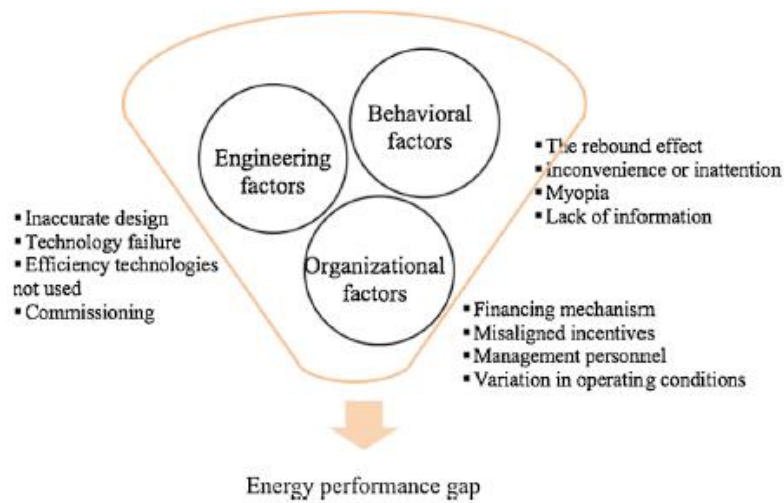 Behavioral
factors
Engineering
factors
Organizational
factors
▪ The rebound effect
▪ inconvenience or inattention
▪ Myopia
▪ Lack of information
▪ Inaccurate design
▪ Technology failure
▪ Efficiency technologies
not used
▪ Commissioning
▪ Financing mechanism
▪ Misaligned incentives
▪ Management personnel
▪ Variation in operating conditions
Energy performance gap